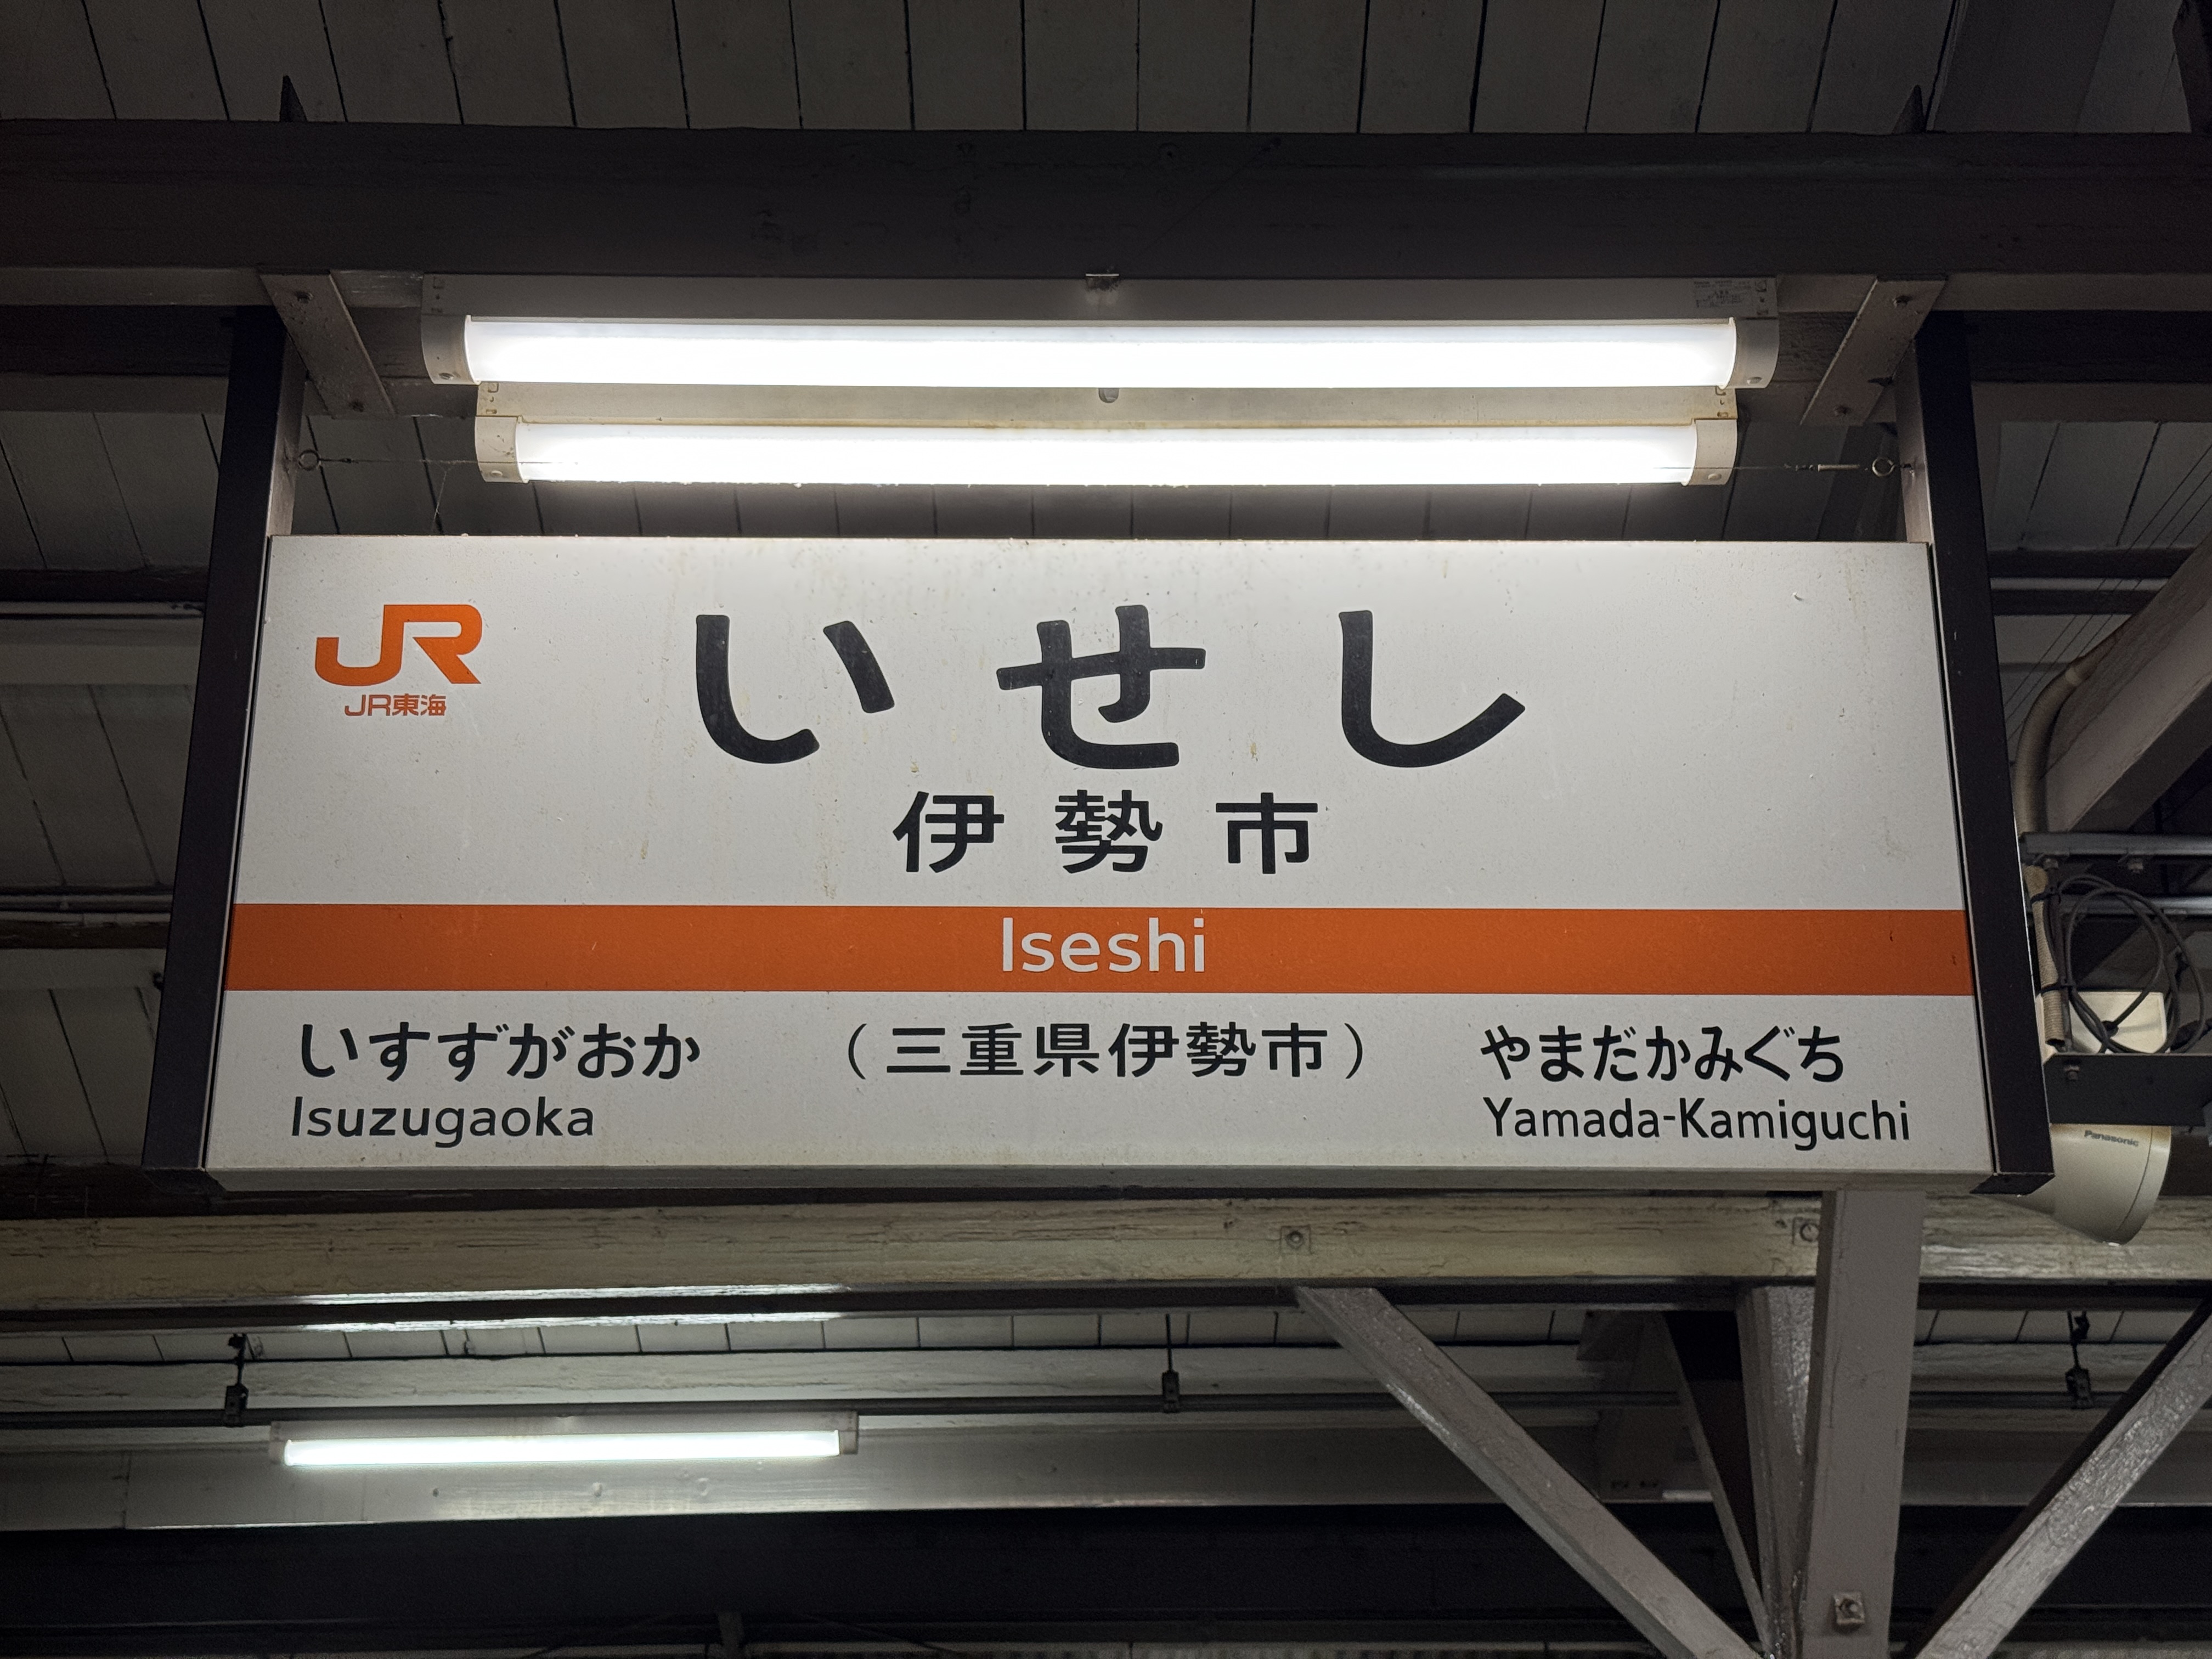 JR
JR東海
いせし
伊勢市
Iseshi
いすずがおか
Isuzugaoka
（三重県伊勢市）
やまだかみぐち
Yamada-Kamiguchi
Panasonic